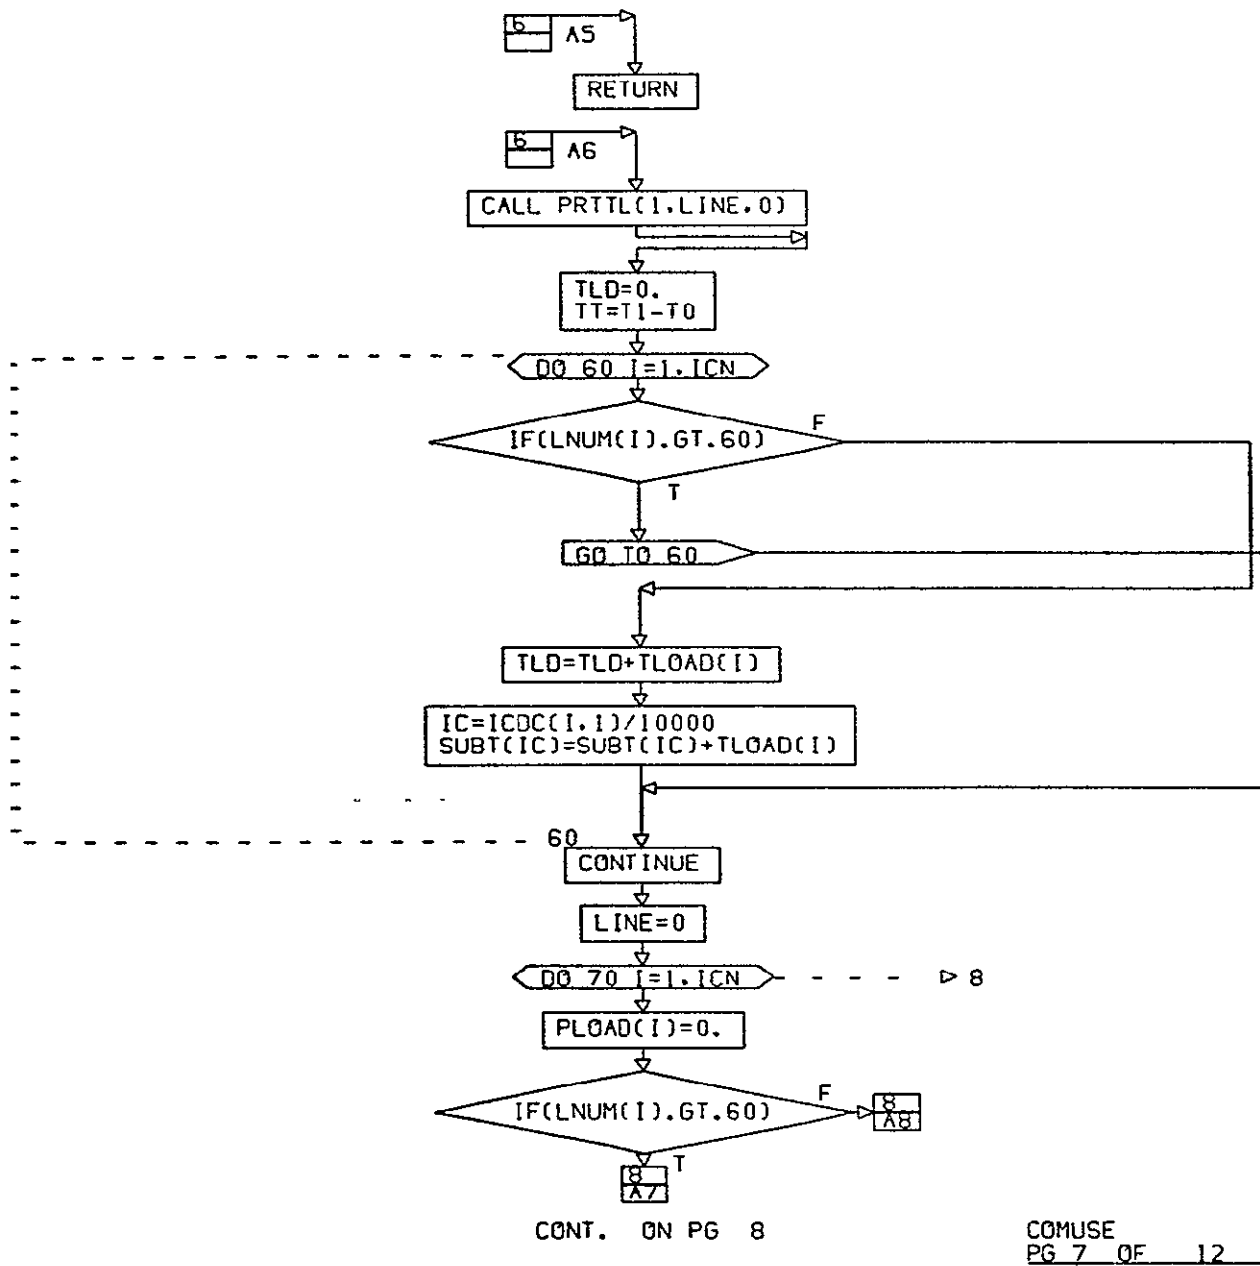 6
A5
RETURN
6
A6
CALL PRTTL(1,LINE,0)
TLD=0.
TT=T1-T0
DO 60 I=1,ICN
IF(LNUM(I).GT.60)
F
T
GO TO 60
TLD=TLD+TLOAD(I)
IC=ICDC(I,1)/10000
SUBT(IC)=SUBT(IC)+TLOAD(I)
60
CONTINUE
LINE=0
DO 70 I=1,ICN
8
PLOAD(I)=0.
IF(LNUM(I).GT.60)
F
8
A8
T
8
A7
CONT. ON PG 8
COMUSE
PG 7 OF 12